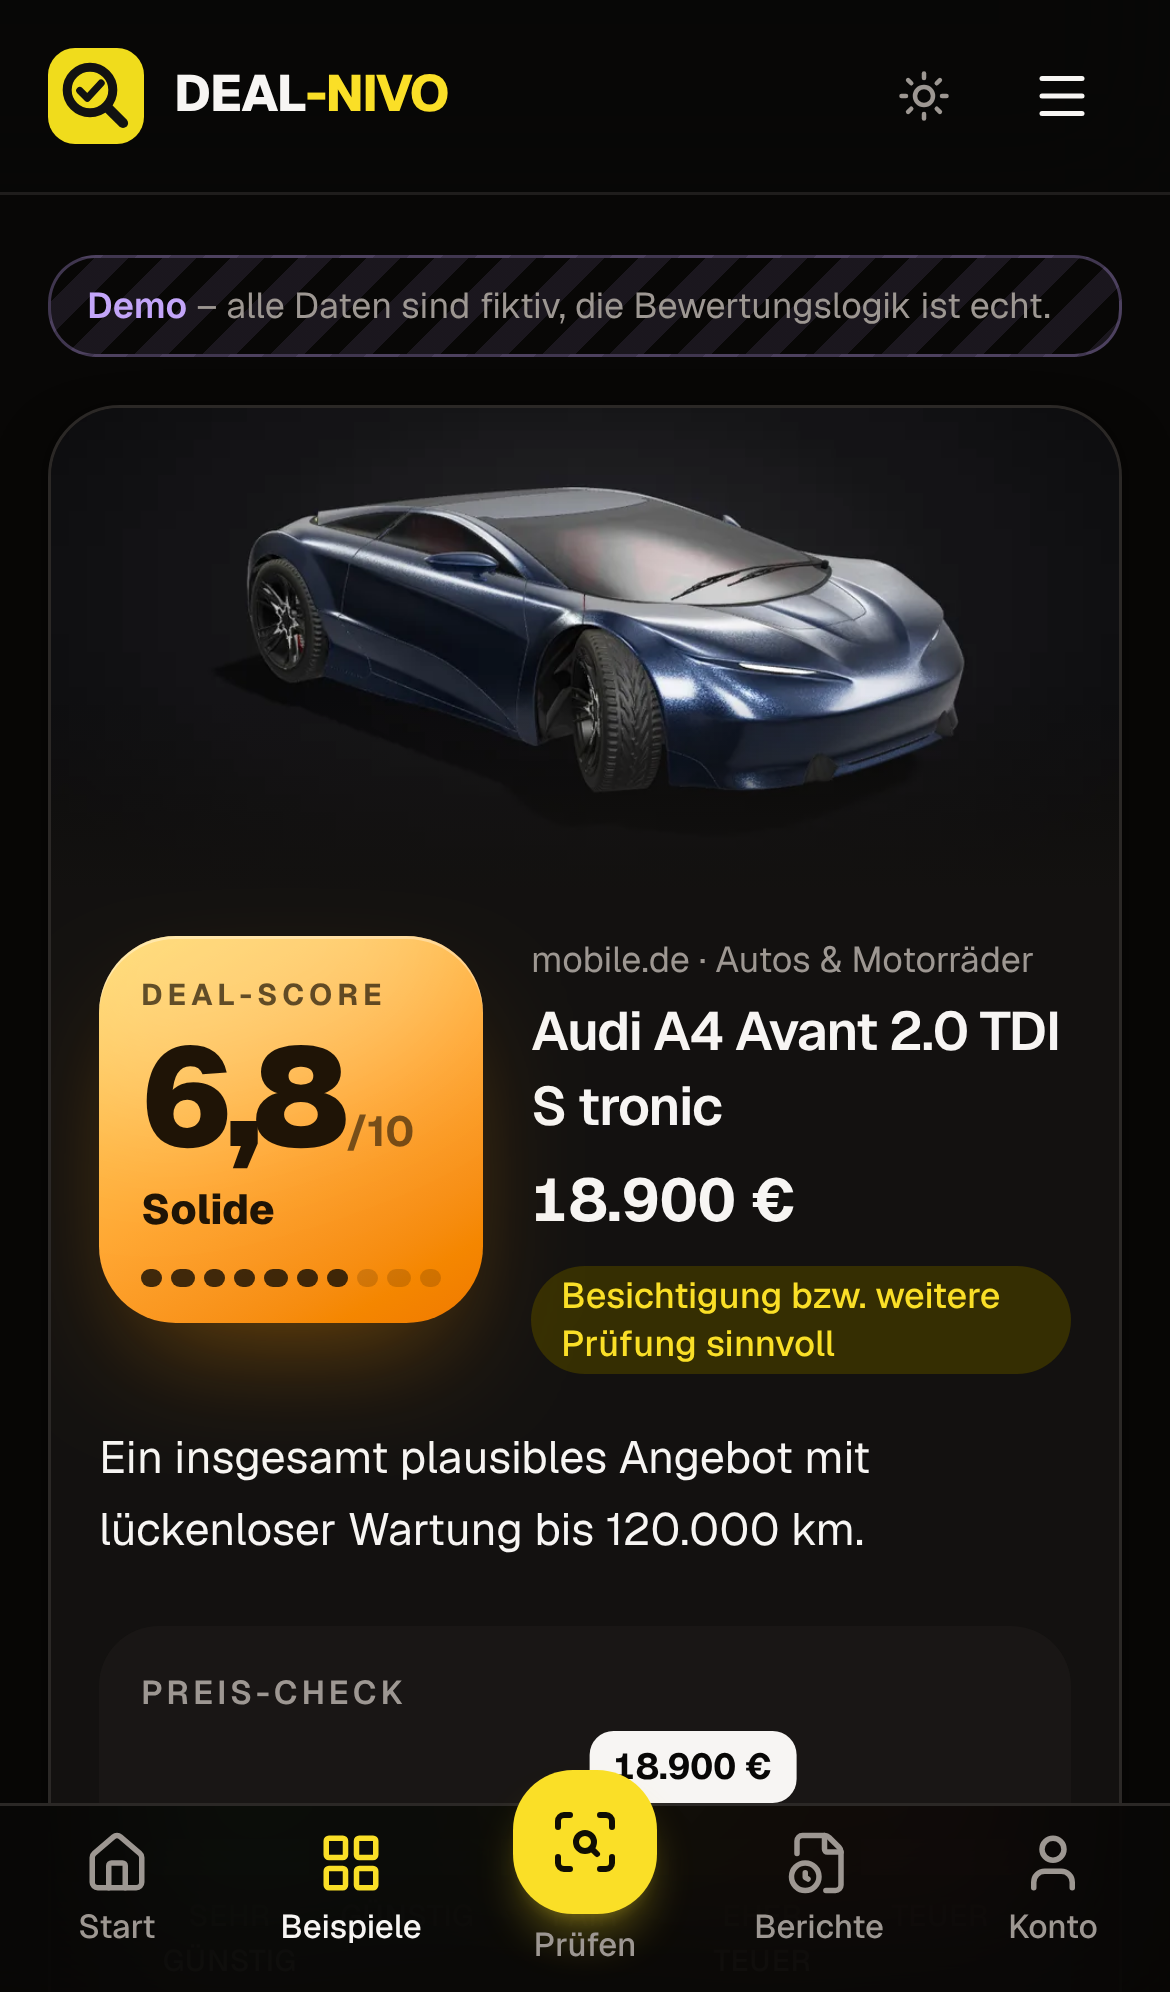 DEAL-NIVO
Demo – alle Daten sind fiktiv, die Bewertungslogik ist echt.
mobile.de · Autos & Motorräder
DEAL-SCORE
Audi A4 Avant 2.0 TDI
S tronic
6,8/10
18.900 €
Solide
Besichtigung bzw. weitere
Prüfung sinnvoll
Ein insgesamt plausibles Angebot mit
lückenloser Wartung bis 120.000 km.
PREIS-CHECK
18.900 €
Start
Beispiele
Prüfen
Berichte
Konto
GÜNSTIG
TEUER